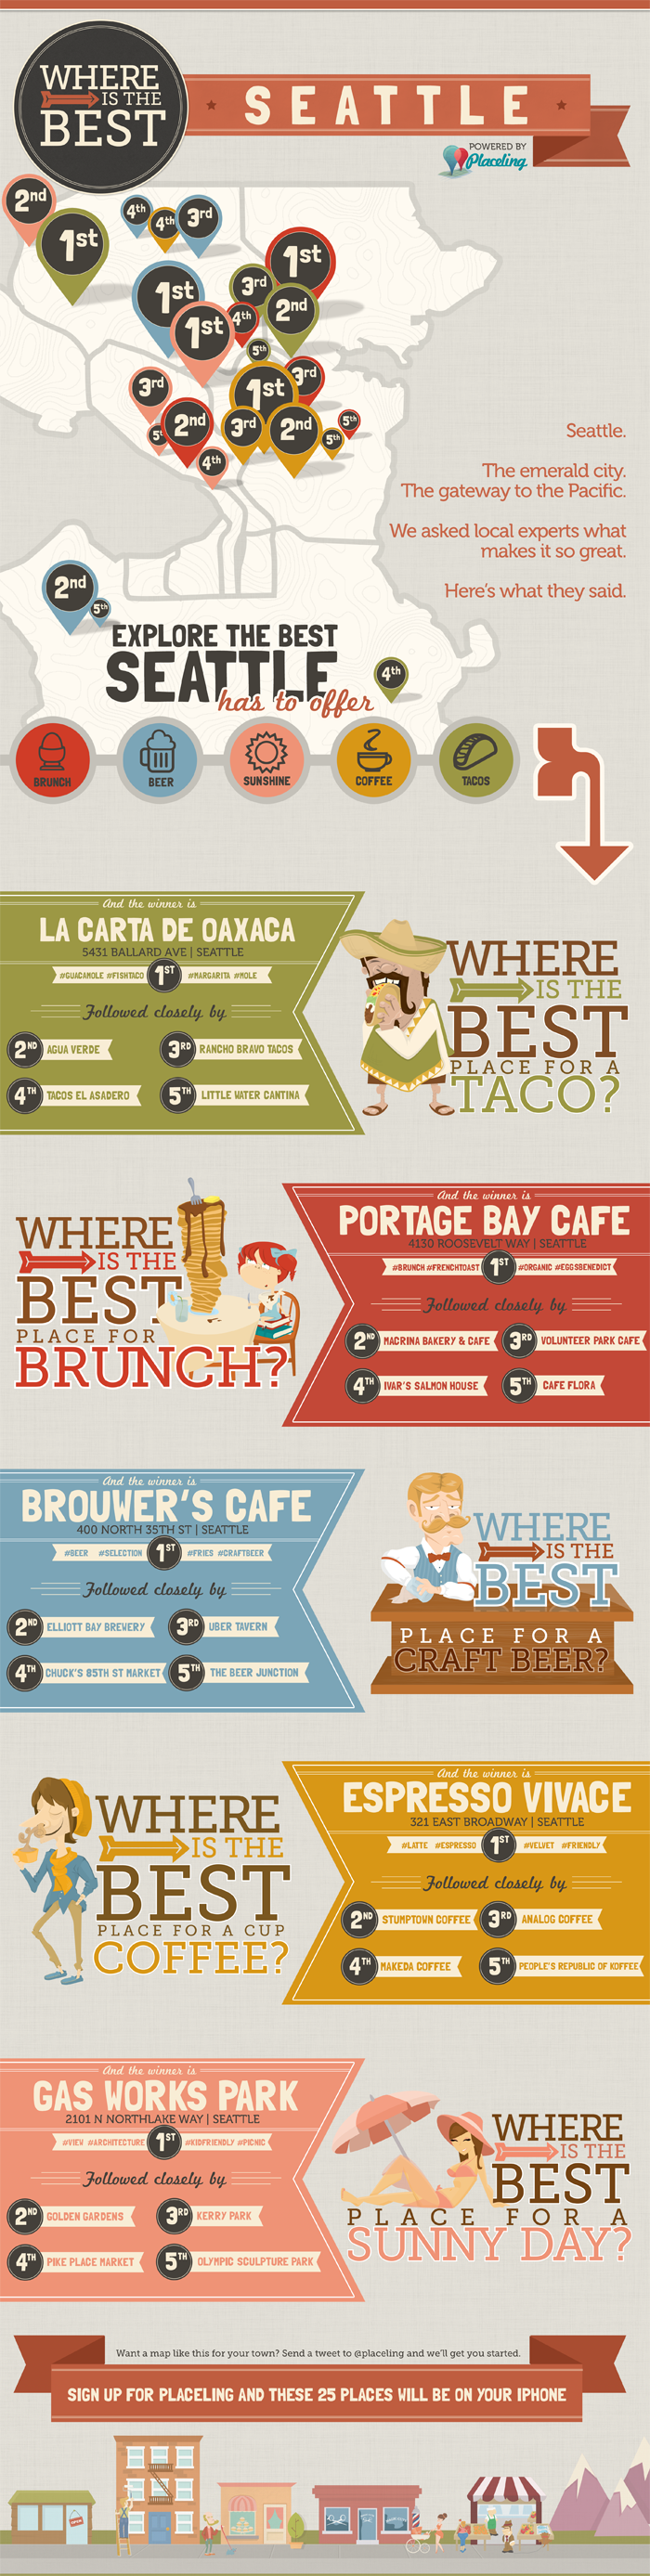 WHERE
IS THE
BEST
SEATTLE
POWERED BY
Placeling
2nd
1st
4th
4th
3rd
1st
1st
3rd
2nd
1st
4th
5th
3rd
3rd
1st
2nd
3rd
2nd
5th
5th
4th
Seattle.
The emerald city.
The gateway to the Pacific.
We asked local experts what
makes it so great.
Here's what they said.
2nd
5th
EXPLORE THE BEST
SEATTLE
has to offer
4th
BRUNCH
BEER
SUNSHINE
COFFEE
TACOS
And the winner is
LA CARTA DE OAXACA
5431 BALLARD AVE | SEATTLE
#GUACAMOLE #FISHTACO 1ST #MARGARITA #MOLE
Followed closely by
2ND AGUA VERDE 3RD RANCHO BRAVO TACOS
4TH TACOS EL ASADERO 5TH LITTLE WATER CANTINA
WHERE
IS THE
BEST
PLACE FOR A
TACO?
WHERE
IS THE
BEST
PLACE FOR
BRUNCH?
And the winner is
PORTAGE BAY CAFE
4130 ROOSEVELT WAY | SEATTLE
#BRUNCH #FRENCHTOAST 1ST #ORGANIC #EGGSBENEDICT
Followed closely by
2ND MACRINA BAKERY & CAFE 3RD VOLUNTEER PARK CAFE
4TH IVAR'S SALMON HOUSE 5TH CAFE FLORA
And the winner is
BROUWER'S CAFE
400 NORTH 35TH ST | SEATTLE
#BEER #SELECTION 1ST #FRIES #CRAFTBEER
Followed closely by
2ND ELLIOTT BAY BREWERY 3RD UBER TAVERN
4TH CHUCK'S 85TH ST MARKET 5TH THE BEER JUNCTION
WHERE
IS THE
BEST
PLACE FOR A
CRAFT BEER?
WHERE
IS THE
BEST
PLACE FOR A CUP
COFFEE?
And the winner is
ESPRESSO VIVACE
321 EAST BROADWAY | SEATTLE
#LATTE #ESPRESSO 1ST #VELVET #FRIENDLY
Followed closely by
2ND STUMPTOWN COFFEE 3RD ANALOG COFFEE
4TH MAKEDA COFFEE 5TH PEOPLE'S REPUBLIC OF KOFFEE
And the winner is
GAS WORKS PARK
2101 N NORTHLAKE WAY | SEATTLE
#VIEW #ARCHITECTURE 1ST #KIDFRIENDLY #PICNIC
Followed closely by
2ND GOLDEN GARDENS 3RD KERRY PARK
4TH PIKE PLACE MARKET 5TH OLYMPIC SCULPTURE PARK
WHERE
IS THE
BEST
PLACE FOR A
SUNNY DAY?
Want a map like this for your town? Send a tweet to @placeling and we'll get you started.
SIGN UP FOR PLACELING AND THESE 25 PLACES WILL BE ON YOUR IPHONE
OPEN